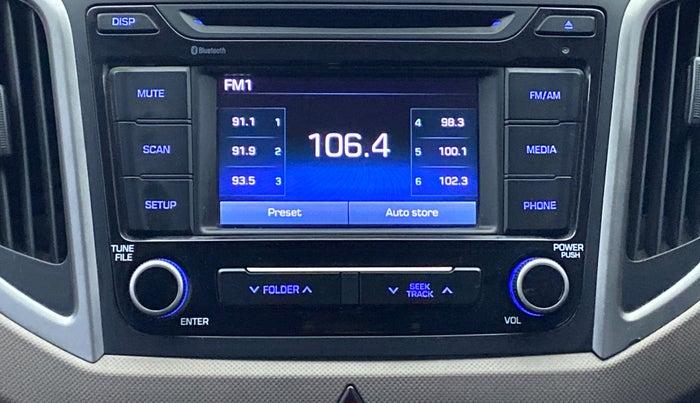 DISP
Bluetooth
MUTE
SCAN
SETUP
FM1
91.1 1
91.9 2
93.5 3
106.4
4 98.3
5 100.1
6 102.3
Preset
Auto store
FM/AM
MEDIA
PHONE
TUNE
FILE
ENTER
FOLDER
SEEK
TRACK
POWER
PUSH
VOL